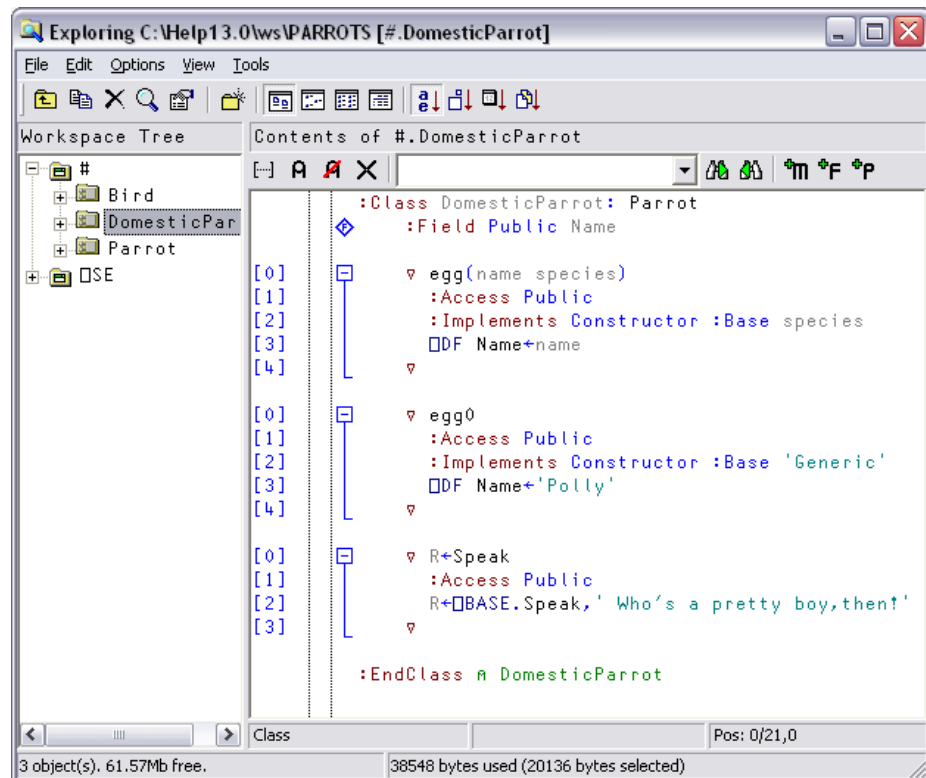 Exploring C:\Help13.0\ws\PARROTS [#.DomesticParrot]
File Edit Options View Tools
Workspace Tree
Contents of #.DomesticParrot
#
Bird
DomesticPar
Parrot
⎕SE
:Class DomesticParrot: Parrot
:Field Public Name
[0] ∇ egg(name species)
[1] :Access Public
[2] :Implements Constructor :Base species
[3] ⎕DF Name←name
[4] ∇
[0] ∇ egg0
[1] :Access Public
[2] :Implements Constructor :Base 'Generic'
[3] ⎕DF Name←'Polly'
[4] ∇
[0] ∇ R←Speak
[1] :Access Public
[2] R←⎕BASE.Speak,' Who's a pretty boy,then!'
[3] ∇
:EndClass ⍝ DomesticParrot
Class
Pos: 0/21,0
3 object(s). 61.57Mb free.
38548 bytes used (20136 bytes selected)